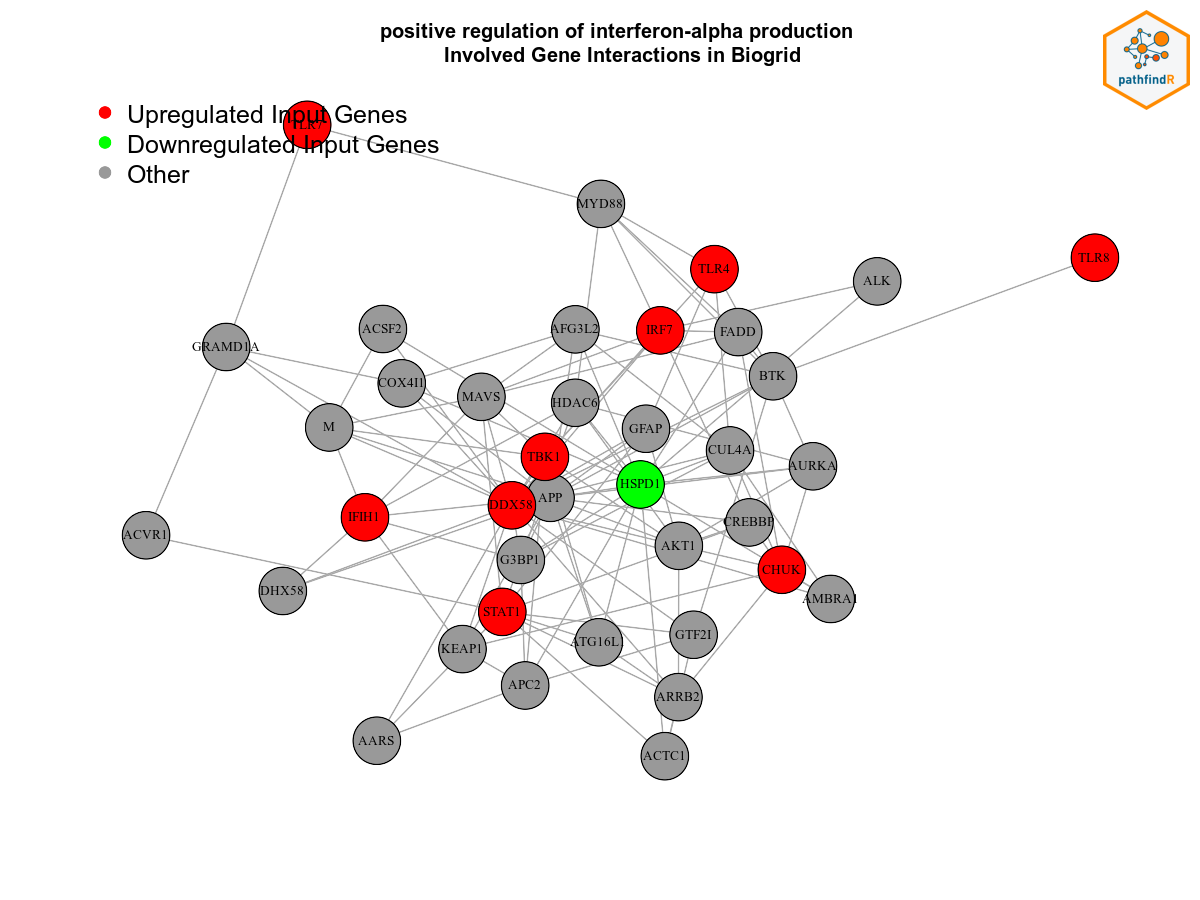 positive regulation of interferon-alpha production
Involved Gene Interactions in Biogrid
pathfindR
Upregulated Input Genes
TLR7
Downregulated Input Genes
Other
MYD88
TLR8
TLR4
ALK
ACSF2
AFG3L2
IRF7
FADD
GRAMD1A
COX4I1
MAVS
BTK
HDAC6
M
GFAP
TBK1
CUL4A
AURKA
HSPD1
DDX58
APP
IFIH1
CREBBP
ACVR1
AKT1
G3BP1
CHUK
DHX58
AMBRA1
STAT1
KEAP1
ATG16L1
GTF2I
APC2
ARRB2
AARS
ACTC1